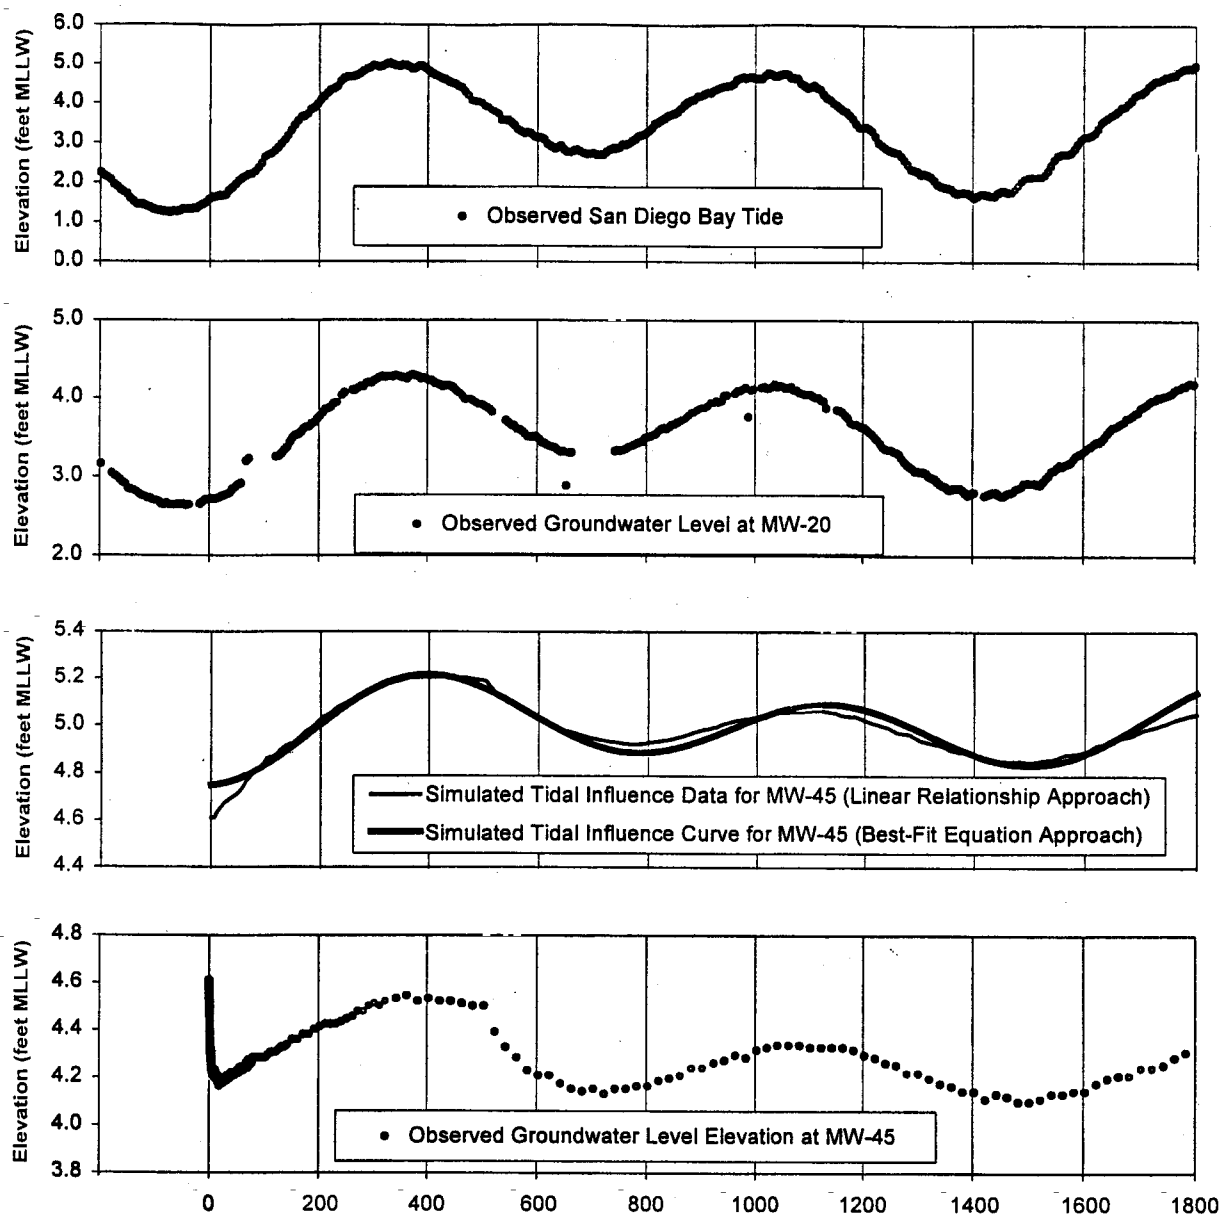 Elevation (feet MLLW)
6.0
5.0
4.0
3.0
2.0
1.0
0.0
Observed San Diego Bay Tide
Elevation (feet MLLW)
5.0
4.0
3.0
2.0
Observed Groundwater Level at MW-20
Elevation (feet MLLW)
5.4
5.2
5.0
4.8
4.6
4.4
Simulated Tidal Influence Data for MW-45 (Linear Relationship Approach)
Simulated Tidal Influence Curve for MW-45 (Best-Fit Equation Approach)
Elevation (feet MLLW)
4.8
4.6
4.4
4.2
4.0
3.8
Observed Groundwater Level Elevation at MW-45
0 200 400 600 800 1000 1200 1400 1600 1800